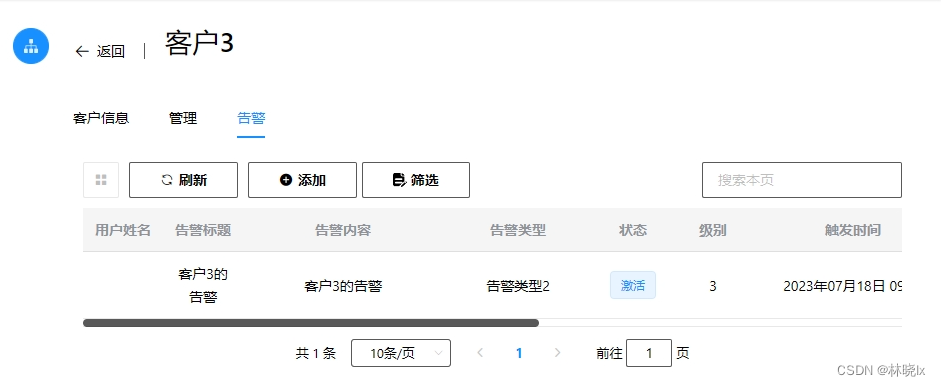 返回 | 客户3
客户信息 管理 告警
刷新 添加 筛选 搜索本页
用户姓名 告警标题 告警内容 告警类型 状态 级别 触发时间
客户3的
告警 客户3的告警 告警类型2 激活 3 2023年07月18日 09
共 1 条 10条/页 1 前往 1 页
CSDN @林晓lx